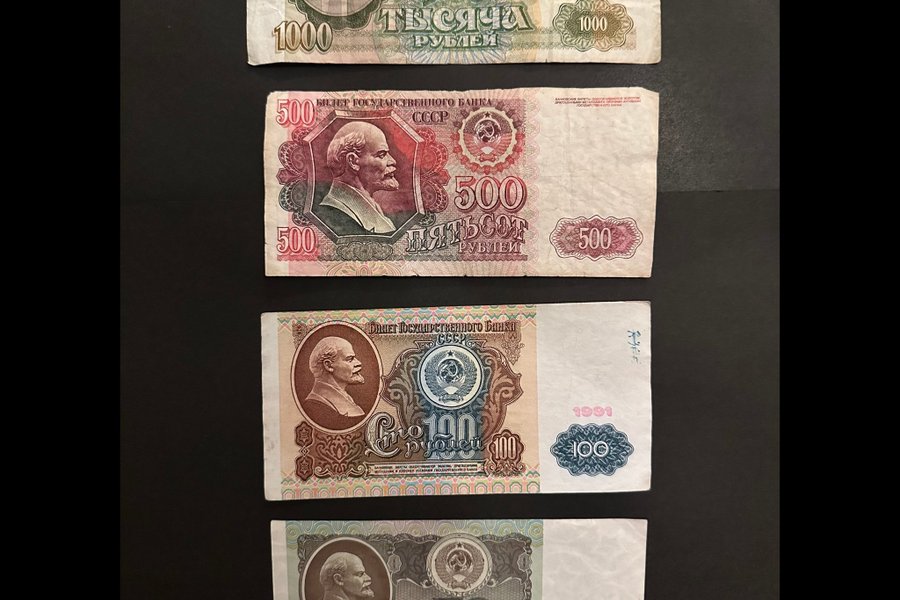 ТЫСЯЧА
1000
РУБЛЕЙ
1000
500
БИЛЕТ ГОСУДАРСТВЕННОГО БАНКА
СССР
500
500
ПЯТЬСОТ
РУБЛЕЙ
500
Билет Государственного Банка
СССР
1991
100
Сто
рублей
100
100